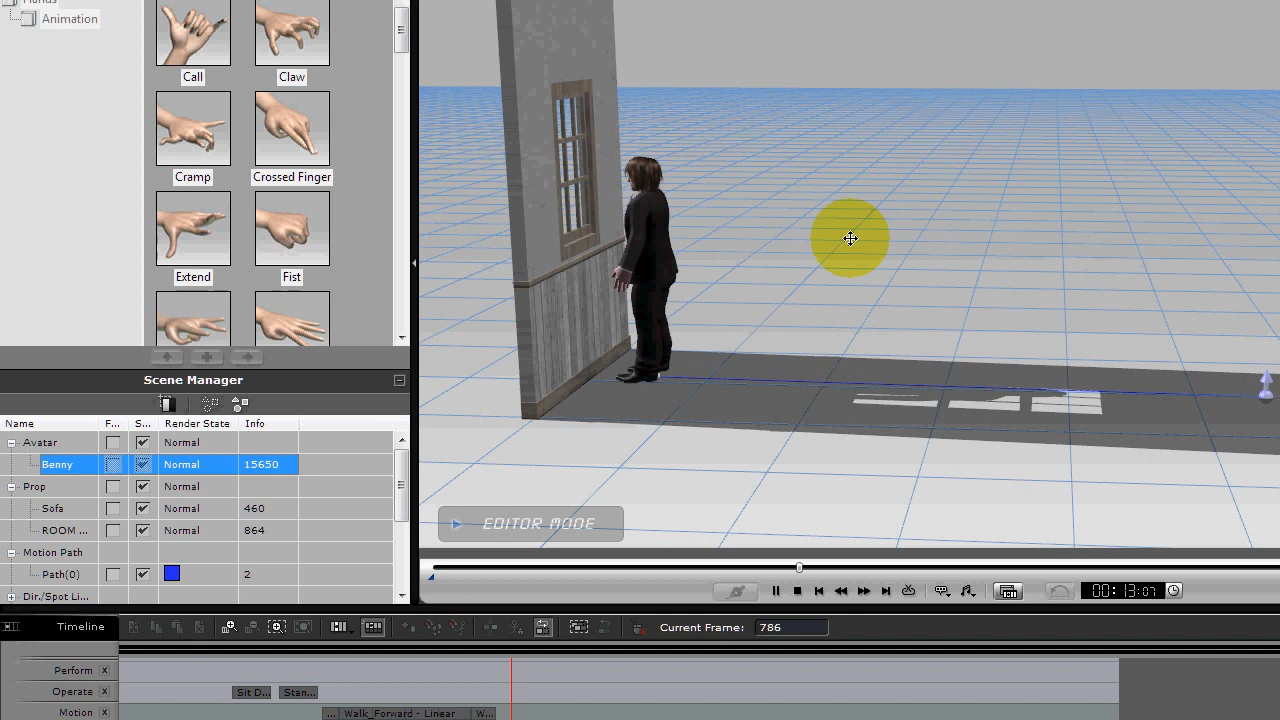 Hands
Animation
Call
Claw
Cramp
Crossed Finger
Extend
Fist
Scene Manager
Name F... S... Render State Info
Avatar Normal
Benny Normal 15650
Prop Normal
Sofa Normal 460
ROOM ... Normal 864
Motion Path
Path(0) 2
Dir./Spot Li...
EDITOR MODE
00:13:07
Timeline
Current Frame: 786
Perform X
Operate X
Sit D... Stan...
Motion X
... Walk_Forward - Linear W...